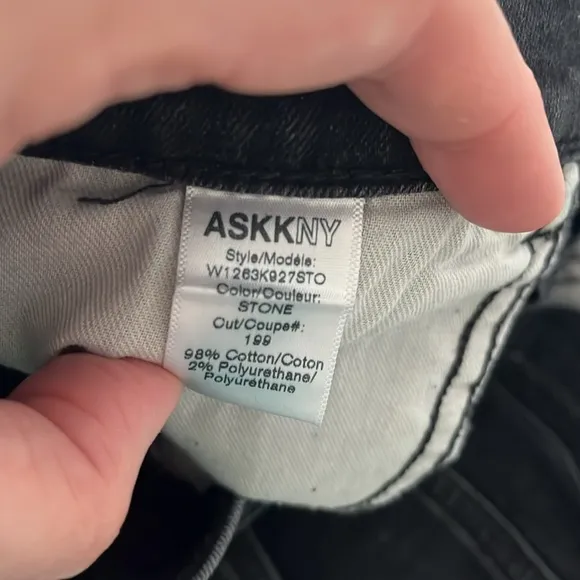 ASKKNY
Style/Modèle:
W1263K927STO
Color/Couleur:
STONE
Cut/Coupe#:
199
98% Cotton/Coton
2% Polyurethane/
Polyuréthane